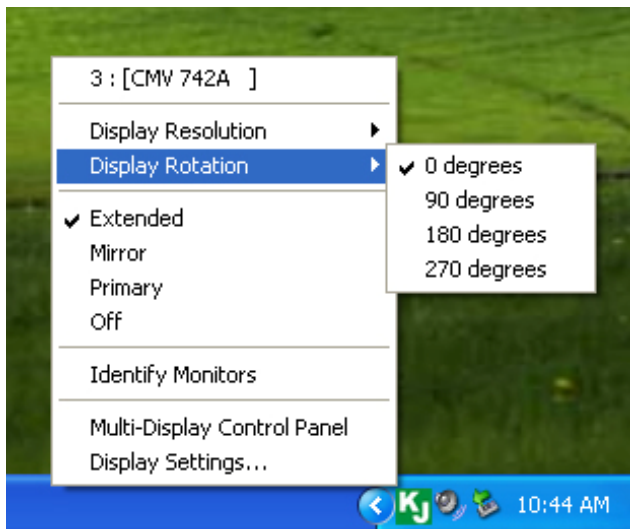 3 : [CMV 742A   ]
Display Resolution
Display Rotation
0 degrees
90 degrees
180 degrees
270 degrees
Extended
Mirror
Primary
Off
Identify Monitors
Multi-Display Control Panel
Display Settings...
KJ
10:44 AM